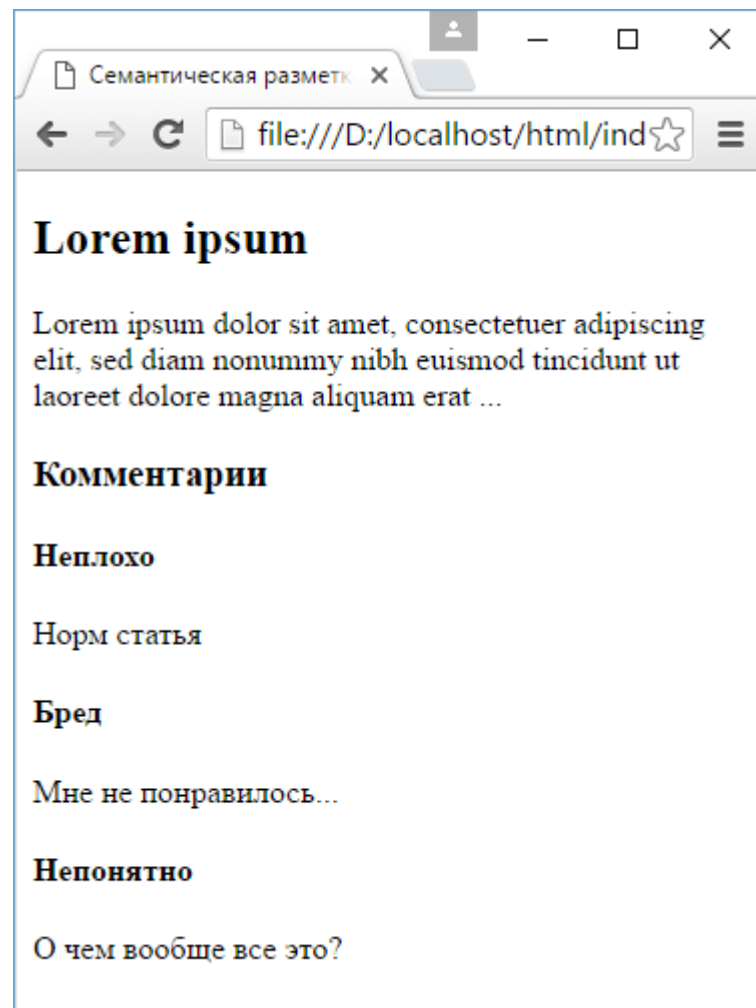 Семантическая разметк
file:///D:/localhost/html/ind
Lorem ipsum
Lorem ipsum dolor sit amet, consectetuer adipiscing
elit, sed diam nonummy nibh euismod tincidunt ut
laoreet dolore magna aliquam erat ...
Комментарии
Неплохо
Норм статья
Бред
Мне не понравилось...
Непонятно
О чем вообще все это?